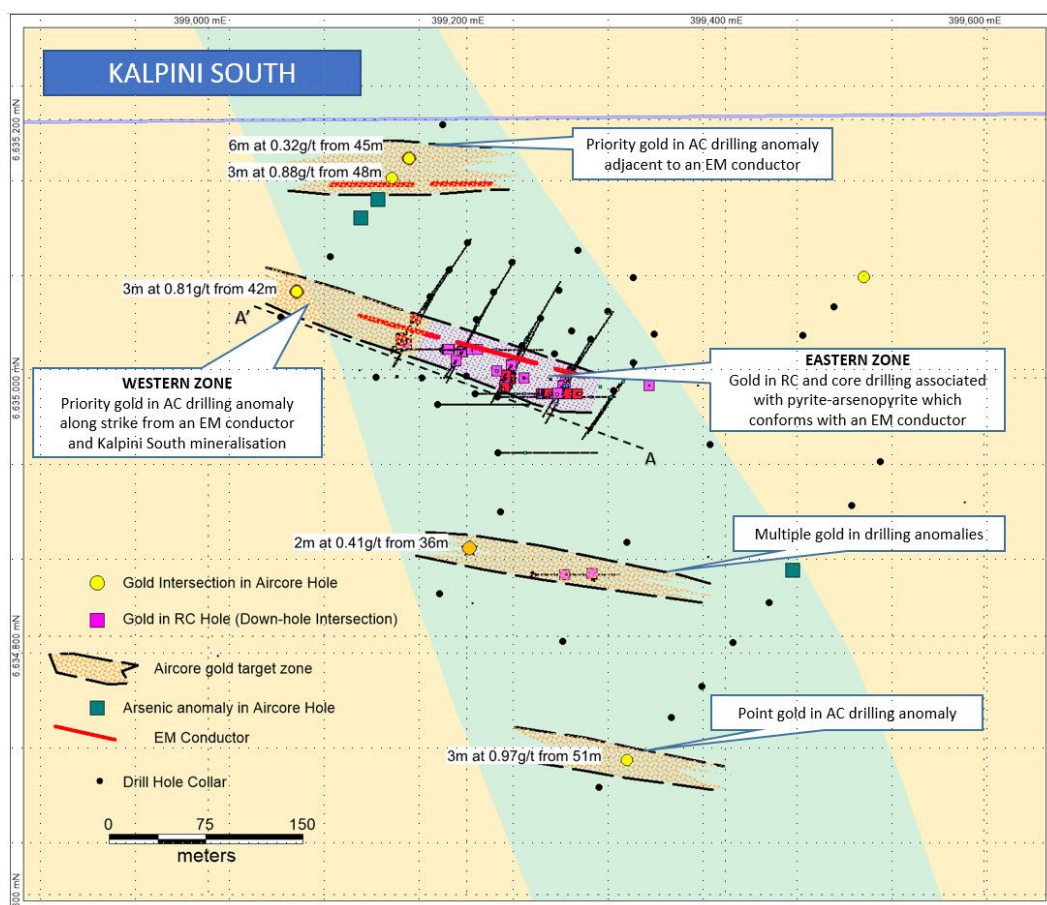 399,000 mE
399,200 mE
399,400 mE
399,600 mE
KALPINI SOUTH
6 635,200 mN
6m at 0.32g/t from 45m
3m at 0.88g/t from 48m
Priority gold in AC drilling anomaly
adjacent to an EM conductor
3m at 0.81g/t from 42m
A'
WESTERN ZONE
Priority gold in AC drilling anomaly
along strike from an EM conductor
and Kalpini South mineralisation
6 635,000 mN
EASTERN ZONE
Gold in RC and core drilling associated
with pyrite-arsenopyrite which
conforms with an EM conductor
A
2m at 0.41g/t from 36m
Multiple gold in drilling anomalies
Gold Intersection in Aircore Hole
Gold in RC Hole (Down-hole Intersection)
6 634,800 mN
Aircore gold target zone
Arsenic anomaly in Aircore Hole
EM Conductor
Point gold in AC drilling anomaly
3m at 0.97g/t from 51m
Drill Hole Collar
0 75 150
meters